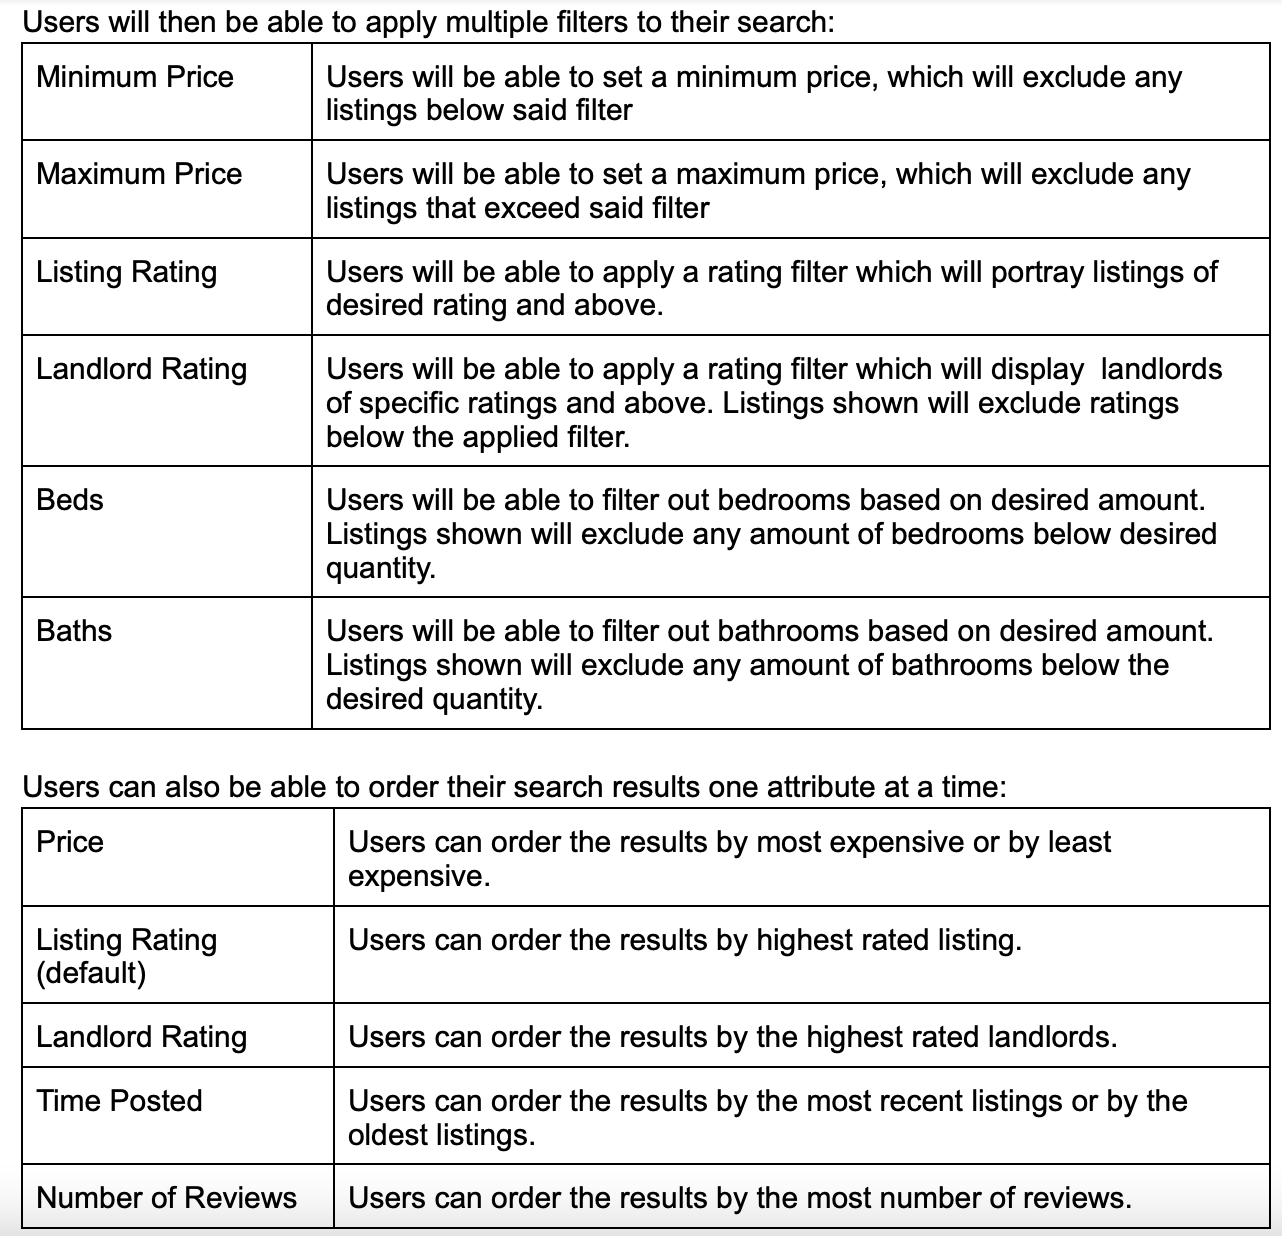 Users will then be able to apply multiple filters to their search:
Minimum Price
Users will be able to set a minimum price, which will exclude any
listings below said filter
Maximum Price
Users will be able to set a maximum price, which will exclude any
listings that exceed said filter
Listing Rating
Users will be able to apply a rating filter which will portray listings of
desired rating and above.
Landlord Rating
Users will be able to apply a rating filter which will display  landlords
of specific ratings and above. Listings shown will exclude ratings
below the applied filter.
Beds
Users will be able to filter out bedrooms based on desired amount.
Listings shown will exclude any amount of bedrooms below desired
quantity.
Baths
Users will be able to filter out bathrooms based on desired amount.
Listings shown will exclude any amount of bathrooms below the
desired quantity.
Users can also be able to order their search results one attribute at a time:
Price
Users can order the results by most expensive or by least
expensive.
Listing Rating
(default)
Users can order the results by highest rated listing.
Landlord Rating
Users can order the results by the highest rated landlords.
Time Posted
Users can order the results by the most recent listings or by the
oldest listings.
Number of Reviews
Users can order the results by the most number of reviews.